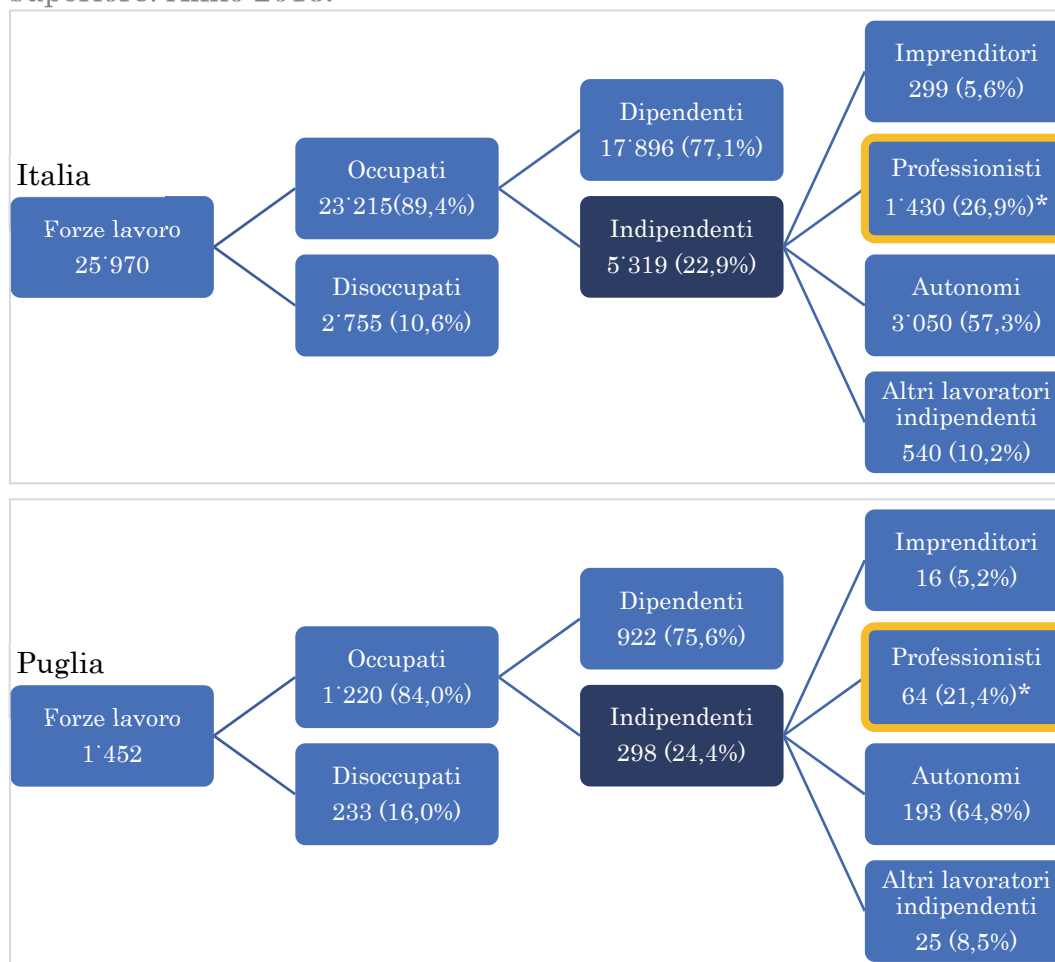 Italia
Forze lavoro
25˙970
Occupati
23˙215(89,4%)
Disoccupati
2˙755 (10,6%)
Dipendenti
17˙896 (77,1%)
Indipendenti
5˙319 (22,9%)
Imprenditori
299 (5,6%)
Professionisti
1˙430 (26,9%)*
Autonomi
3˙050 (57,3%)
Altri lavoratori
indipendenti
540 (10,2%)
Puglia
Forze lavoro
1˙452
Occupati
1˙220 (84,0%)
Disoccupati
233 (16,0%)
Dipendenti
922 (75,6%)
Indipendenti
298 (24,4%)
Imprenditori
16 (5,2%)
Professionisti
64 (21,4%)*
Autonomi
193 (64,8%)
Altri lavoratori
indipendenti
25 (8,5%)